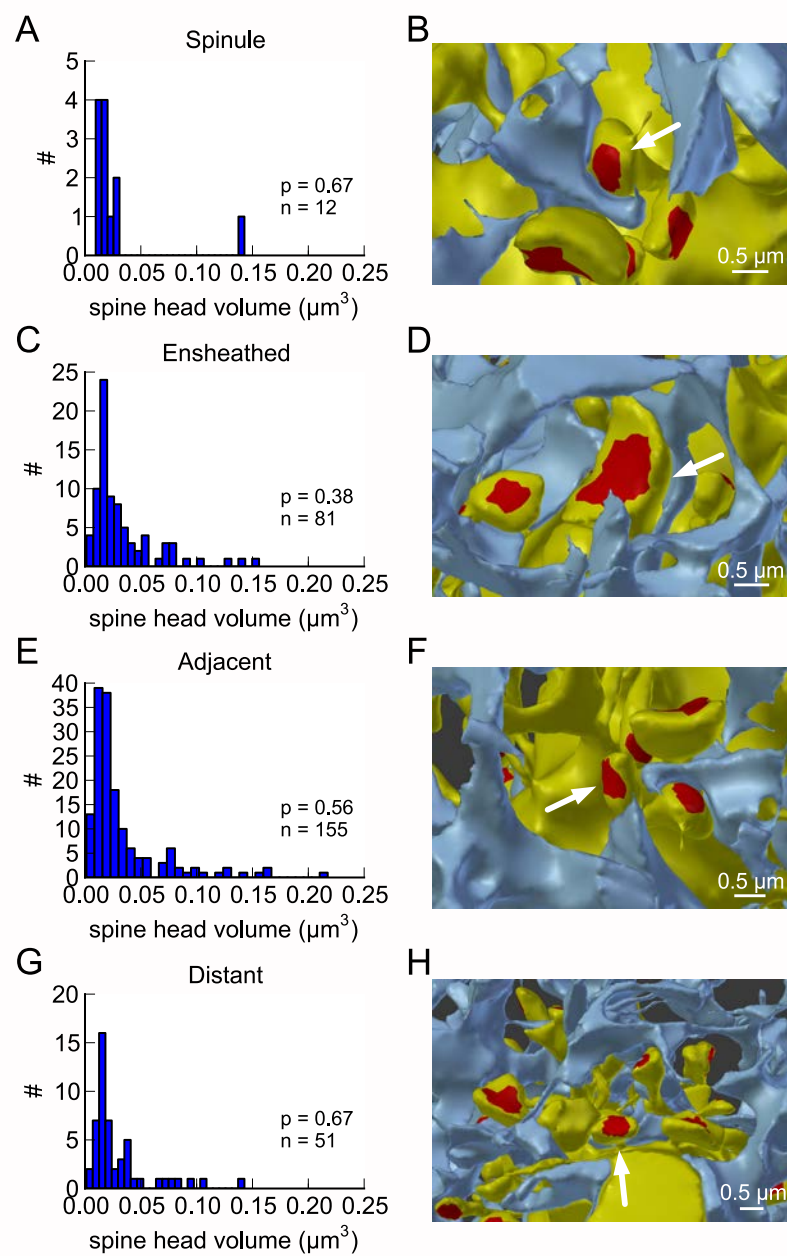 A
Spinule
5
4
3
2
1
0
#
p = 0.67
n = 12
0.00 0.05 0.10 0.15 0.20 0.25
spine head volume (µm³)
B
0.5 µm
C
Ensheathed
25
20
15
10
5
0
#
p = 0.38
n = 81
0.00 0.05 0.10 0.15 0.20 0.25
spine head volume (µm³)
D
0.5 µm
E
Adjacent
40
35
30
25
20
15
10
5
0
#
p = 0.56
n = 155
0.00 0.05 0.10 0.15 0.20 0.25
spine head volume (µm³)
F
0.5 µm
G
Distant
20
15
10
5
0
#
p = 0.67
n = 51
0.00 0.05 0.10 0.15 0.20 0.25
spine head volume (µm³)
H
0.5 µm